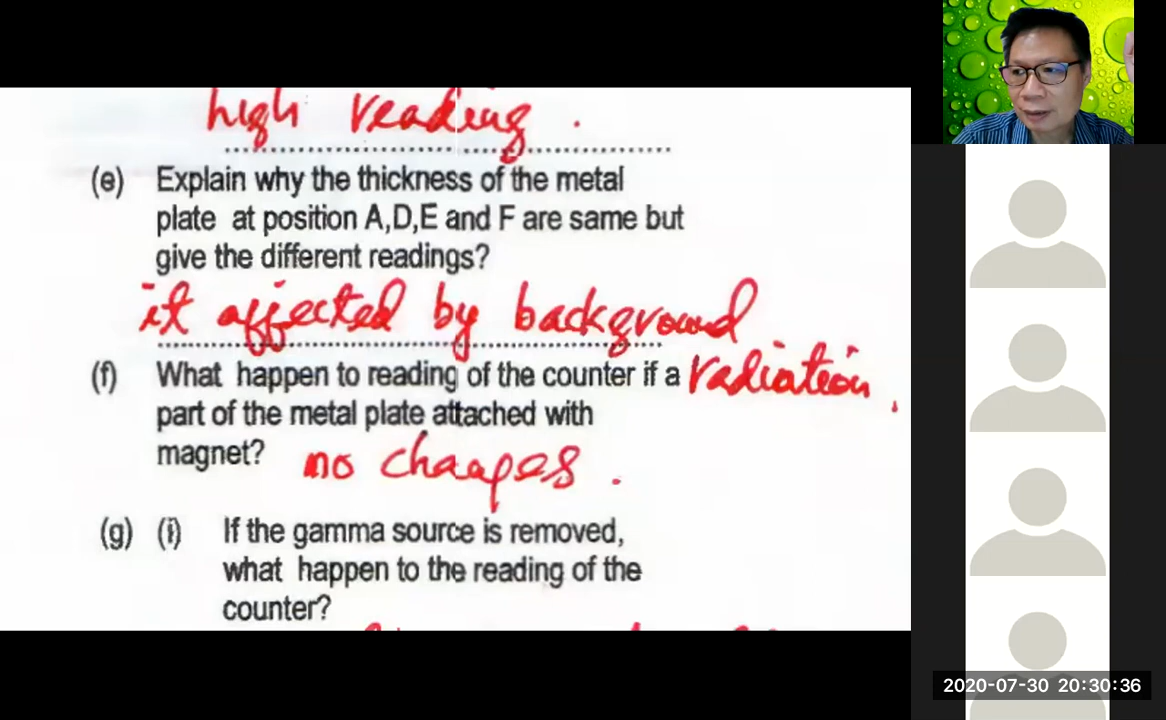 high reading .
(e) Explain why the thickness of the metal
plate at position A,D,E and F are same but
give the different readings?
it affected by background
radiation .
(f) What happen to reading of the counter if a
part of the metal plate attached with
magnet? no changes .
(g) (i) If the gamma source is removed,
what happen to the reading of the
counter?
2020-07-30 20:30:36